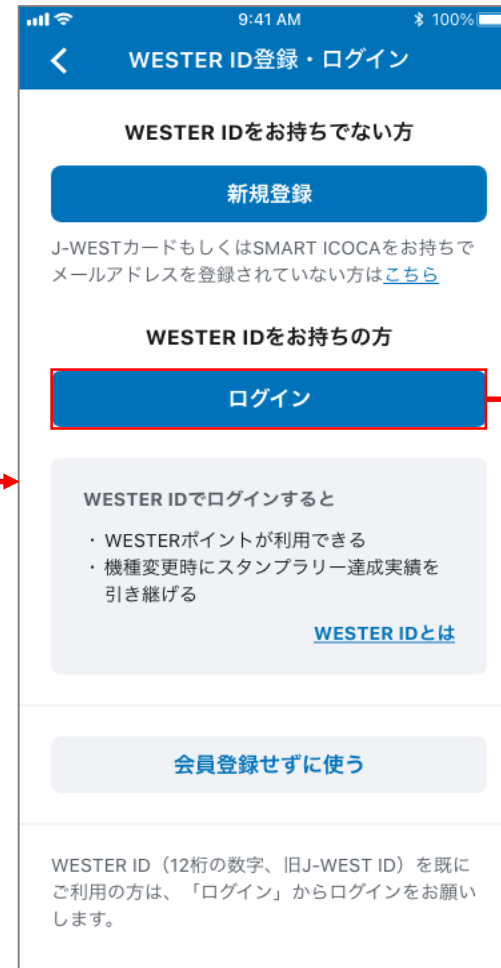 9:41 AM
100%
WESTER ID登録・ログイン
WESTER IDをお持ちでない方
新規登録
J-WESTカードもしくはSMART ICOCAをお持ちで
メールアドレスを登録されていない方はこちら
WESTER IDをお持ちの方
ログイン
WESTER IDでログインすると
・WESTERポイントが利用できる
・機種変更時にスタンプラリー達成実績を
引き継げる
WESTER IDとは
会員登録せずに使う
WESTER ID（12桁の数字、旧J-WEST ID）を既に
ご利用の方は、「ログイン」からログインをお願い
します。